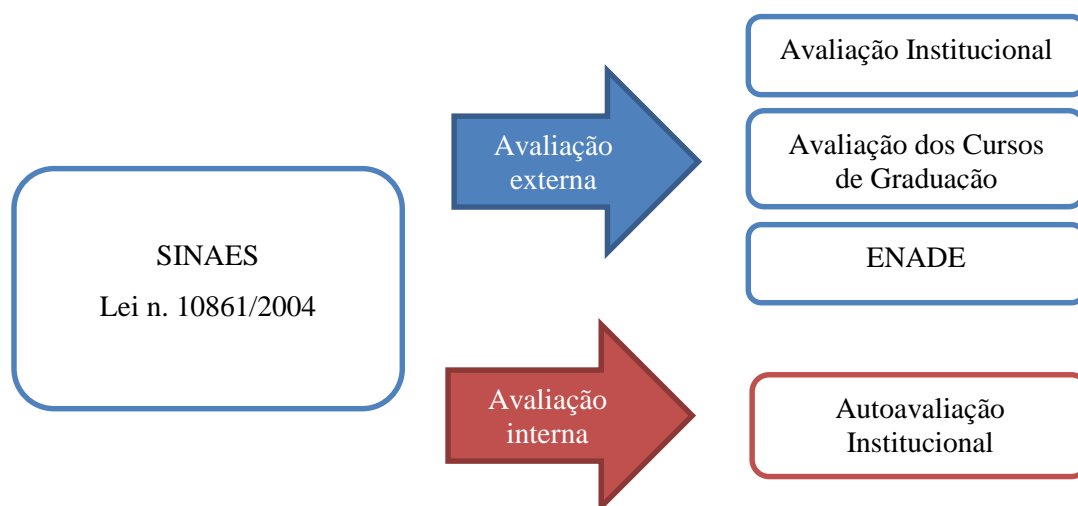 SINAES
Lei n. 10861/2004
Avaliação
externa
Avaliação Institucional
Avaliação dos Cursos
de Graduação
ENADE
Avaliação
interna
Autoavaliação
Institucional